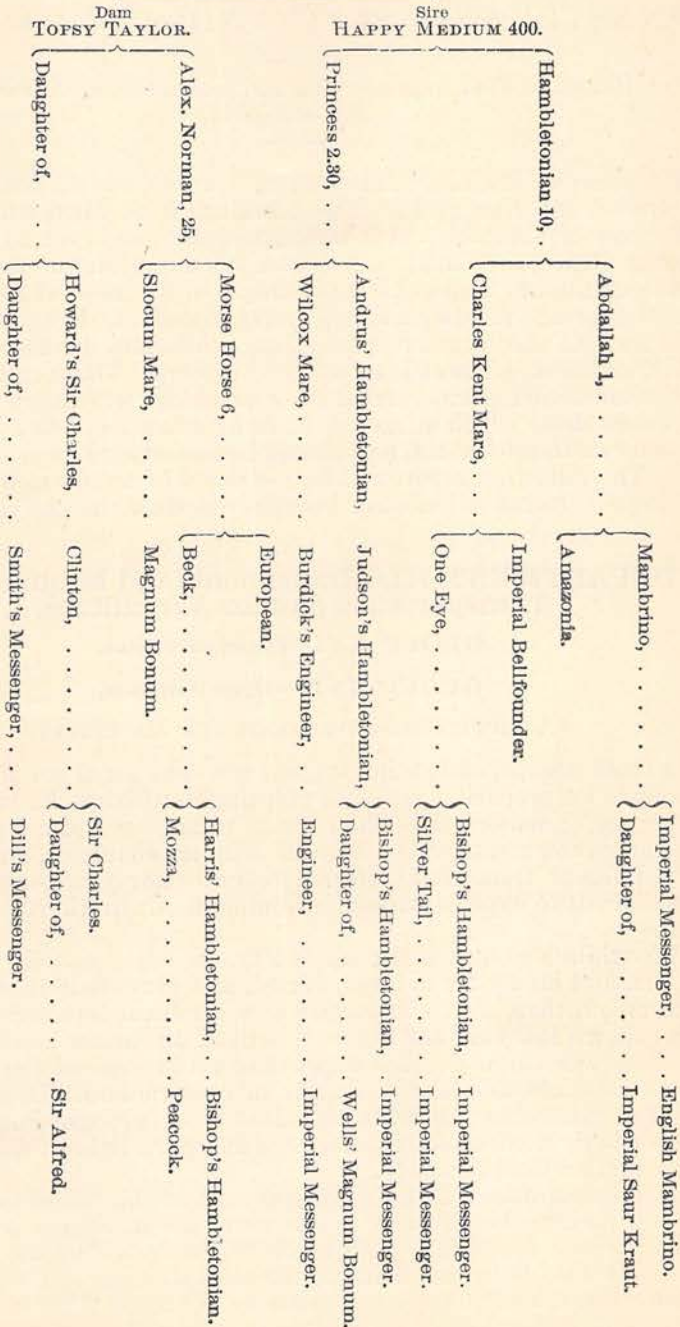 Sire
HAPPY MEDIUM 400.
Hambletonian 10, .
Abdallah 1, . . . . . . .
Mambrino, . . . . . . .
Imperial Messenger, . . . English Mambrino.
Daughter of, . . . . . . Imperial Saur Kraut.
Amazonia.
Charles Kent Mare, . . .
Imperial Bellfounder.
One Eye, . . . . . . . .
Bishop's Hambletonian, . Imperial Messenger.
Silver Tail, . . . . . . . Imperial Messenger.
Princess 2.30, . . .
Andrus' Hambletonian, Judson's Hambletonian,
Bishop's Hambletonian, . Imperial Messenger.
Daughter of, . . . . . . Wells' Magnum Bonum.
Wilcox Mare, . . . . . . Burdick's Engineer, . . Engineer, . . . . . . . Imperial Messenger.
Dam
TOPSY TAYLOR.
Alex. Norman, 25,
Morse Horse 6, . . . .
European.
Beck, . . . . . . . . .
Harris' Hambletonian, . . Bishop's Hambletonian.
Mozza, . . . . . . . . . Peacock.
Slocum Mare, . . . . . Magnum Bonum.
Daughter of, . . .
Howard's Sir Charles, Clinton, . . . . . . .
Sir Charles.
Daughter of, . . . . . . Sir Alfred.
Daughter of, . . . . . . Smith's Messenger, . . . Dill's Messenger.